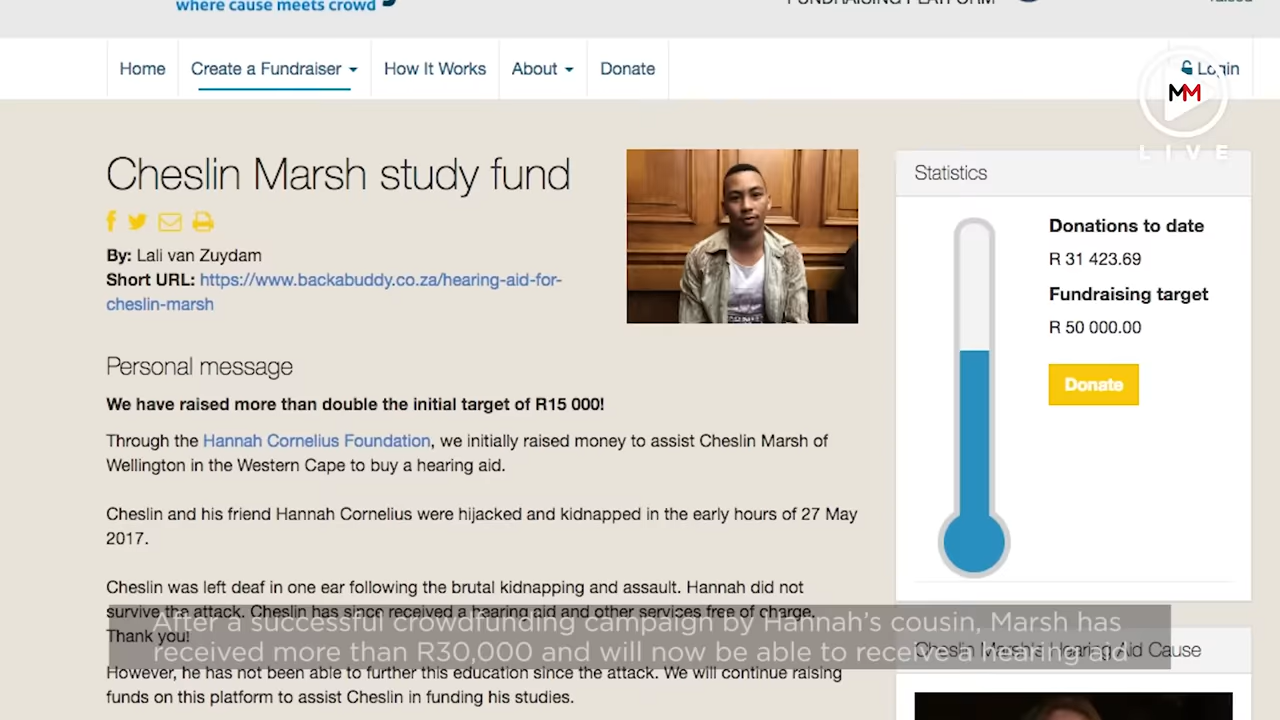 where cause meets crowd
FUNDRAISING PLATFORM
raised
Home
Create a Fundraiser
How It Works
About
Donate
Login
MM
LIVE
Cheslin Marsh study fund
By: Lali van Zuydam
Short URL: https://www.backabuddy.co.za/hearing-aid-for-
cheslin-marsh
Statistics
Donations to date
R 31 423.69
Fundraising target
R 50 000.00
Donate
Personal message
We have raised more than double the initial target of R15 000!
Through the Hannah Cornelius Foundation, we initially raised money to assist Cheslin Marsh of
Wellington in the Western Cape to buy a hearing aid.
Cheslin and his friend Hannah Cornelius were hijacked and kidnapped in the early hours of 27 May
2017.
Cheslin was left deaf in one ear following the brutal kidnapping and assault. Hannah did not
survive the attack. Cheslin has since received a hearing aid and other services free of charge.
Thank you!
However, he has not been able to further this education since the attack. We will continue raising
funds on this platform to assist Cheslin in funding his studies.
After a successful crowdfunding campaign by Hannah's cousin, Marsh has
received more than R30,000 and will now be able to receive a hearing aid
Cheslin Marsh's Hearing Aid Cause